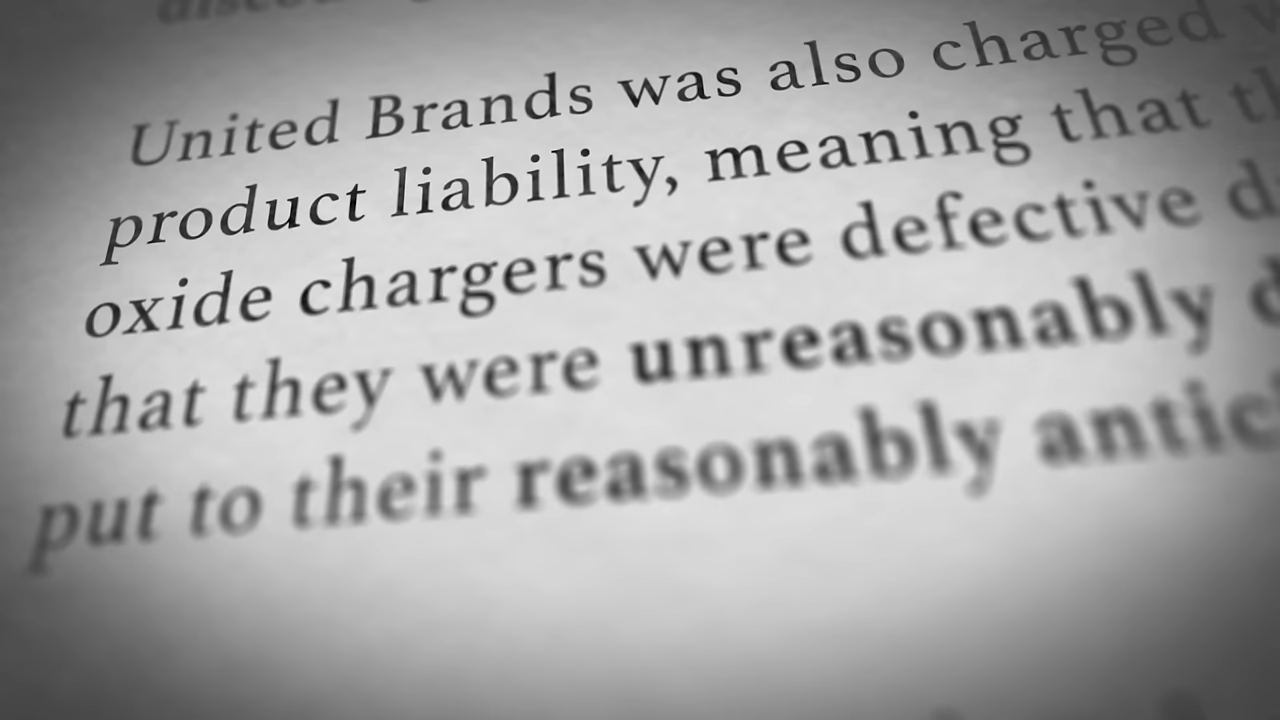 United Brands was also charged
product liability, meaning that
oxide chargers were defective
that they were unreasonably
put to their reasonably